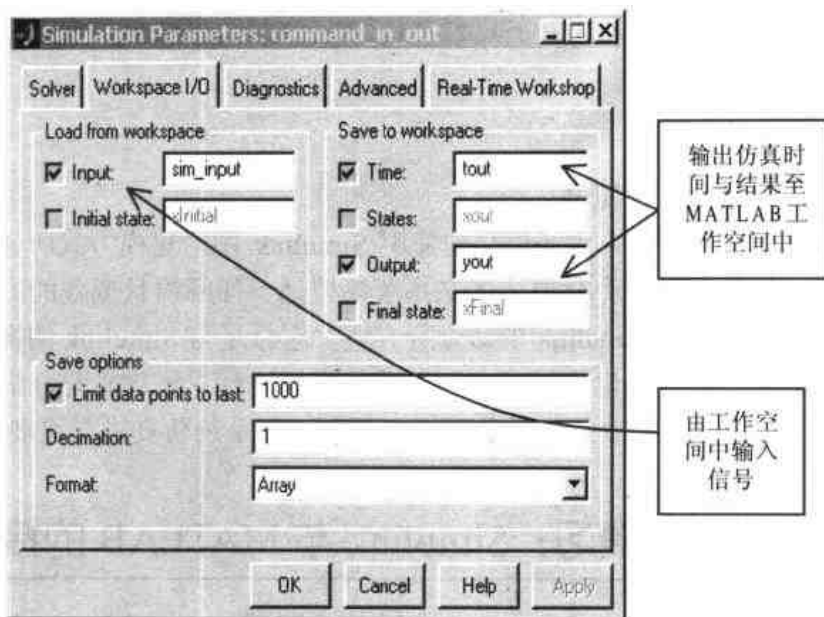 Simulation Parameters: command_in_out
Solver Workspace I/O Diagnostics Advanced Real-Time Workshop
Load from workspace
Input: sim_input
Initial state: xInitial
Save to workspace
Time: tout
States: xout
Output: yout
Final state: xFinal
输出仿真时
间与结果至
MATLAB工
作空间中
Save options
Limit data points to last: 1000
Decimation: 1
Format: Array
由工作空
间中输入
信号
OK Cancel Help Apply